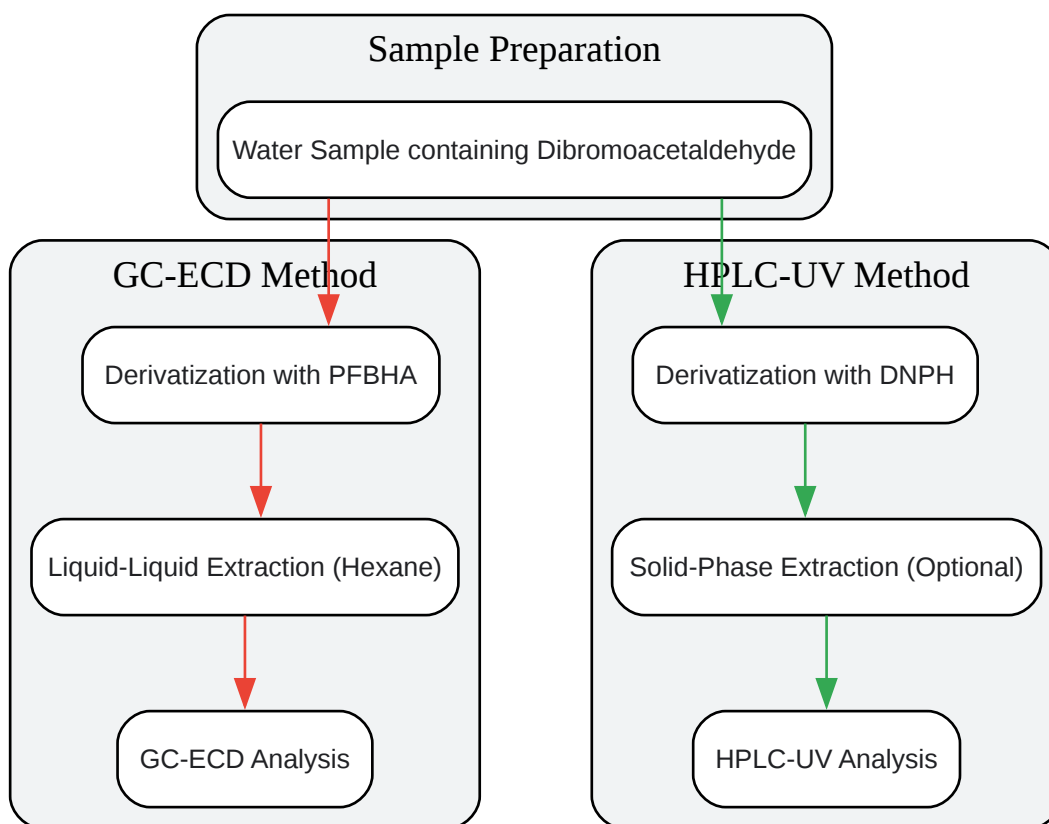 Sample Preparation
Water Sample containing Dibromoacetaldehyde
GC-ECD Method
Derivatization with PFBHA
Liquid-Liquid Extraction (Hexane)
GC-ECD Analysis
HPLC-UV Method
Derivatization with DNPH
Solid-Phase Extraction (Optional)
HPLC-UV Analysis